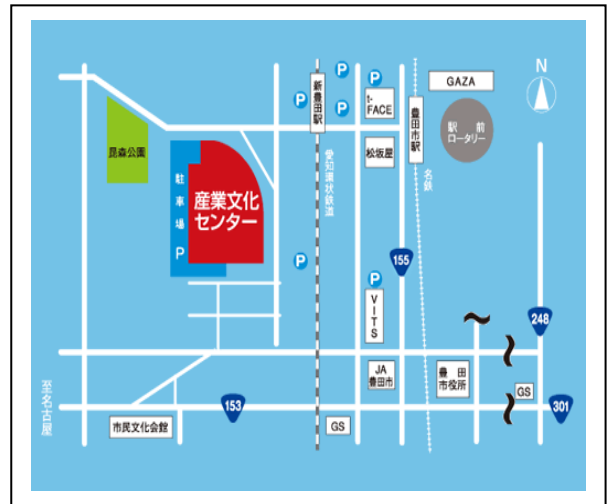 N
GAZA
P
P
P
P
t-
FACE
新豊田駅
豊田市駅
駅前
ロータリー
昆森公園
松坂屋
愛知環状鉄道
名鉄
駐車場 P
産業文化
センター
P
155
P
VITS
248
JA
豊田市
豊田
市役所
至名古屋
153
GS
301
市民文化会館
GS